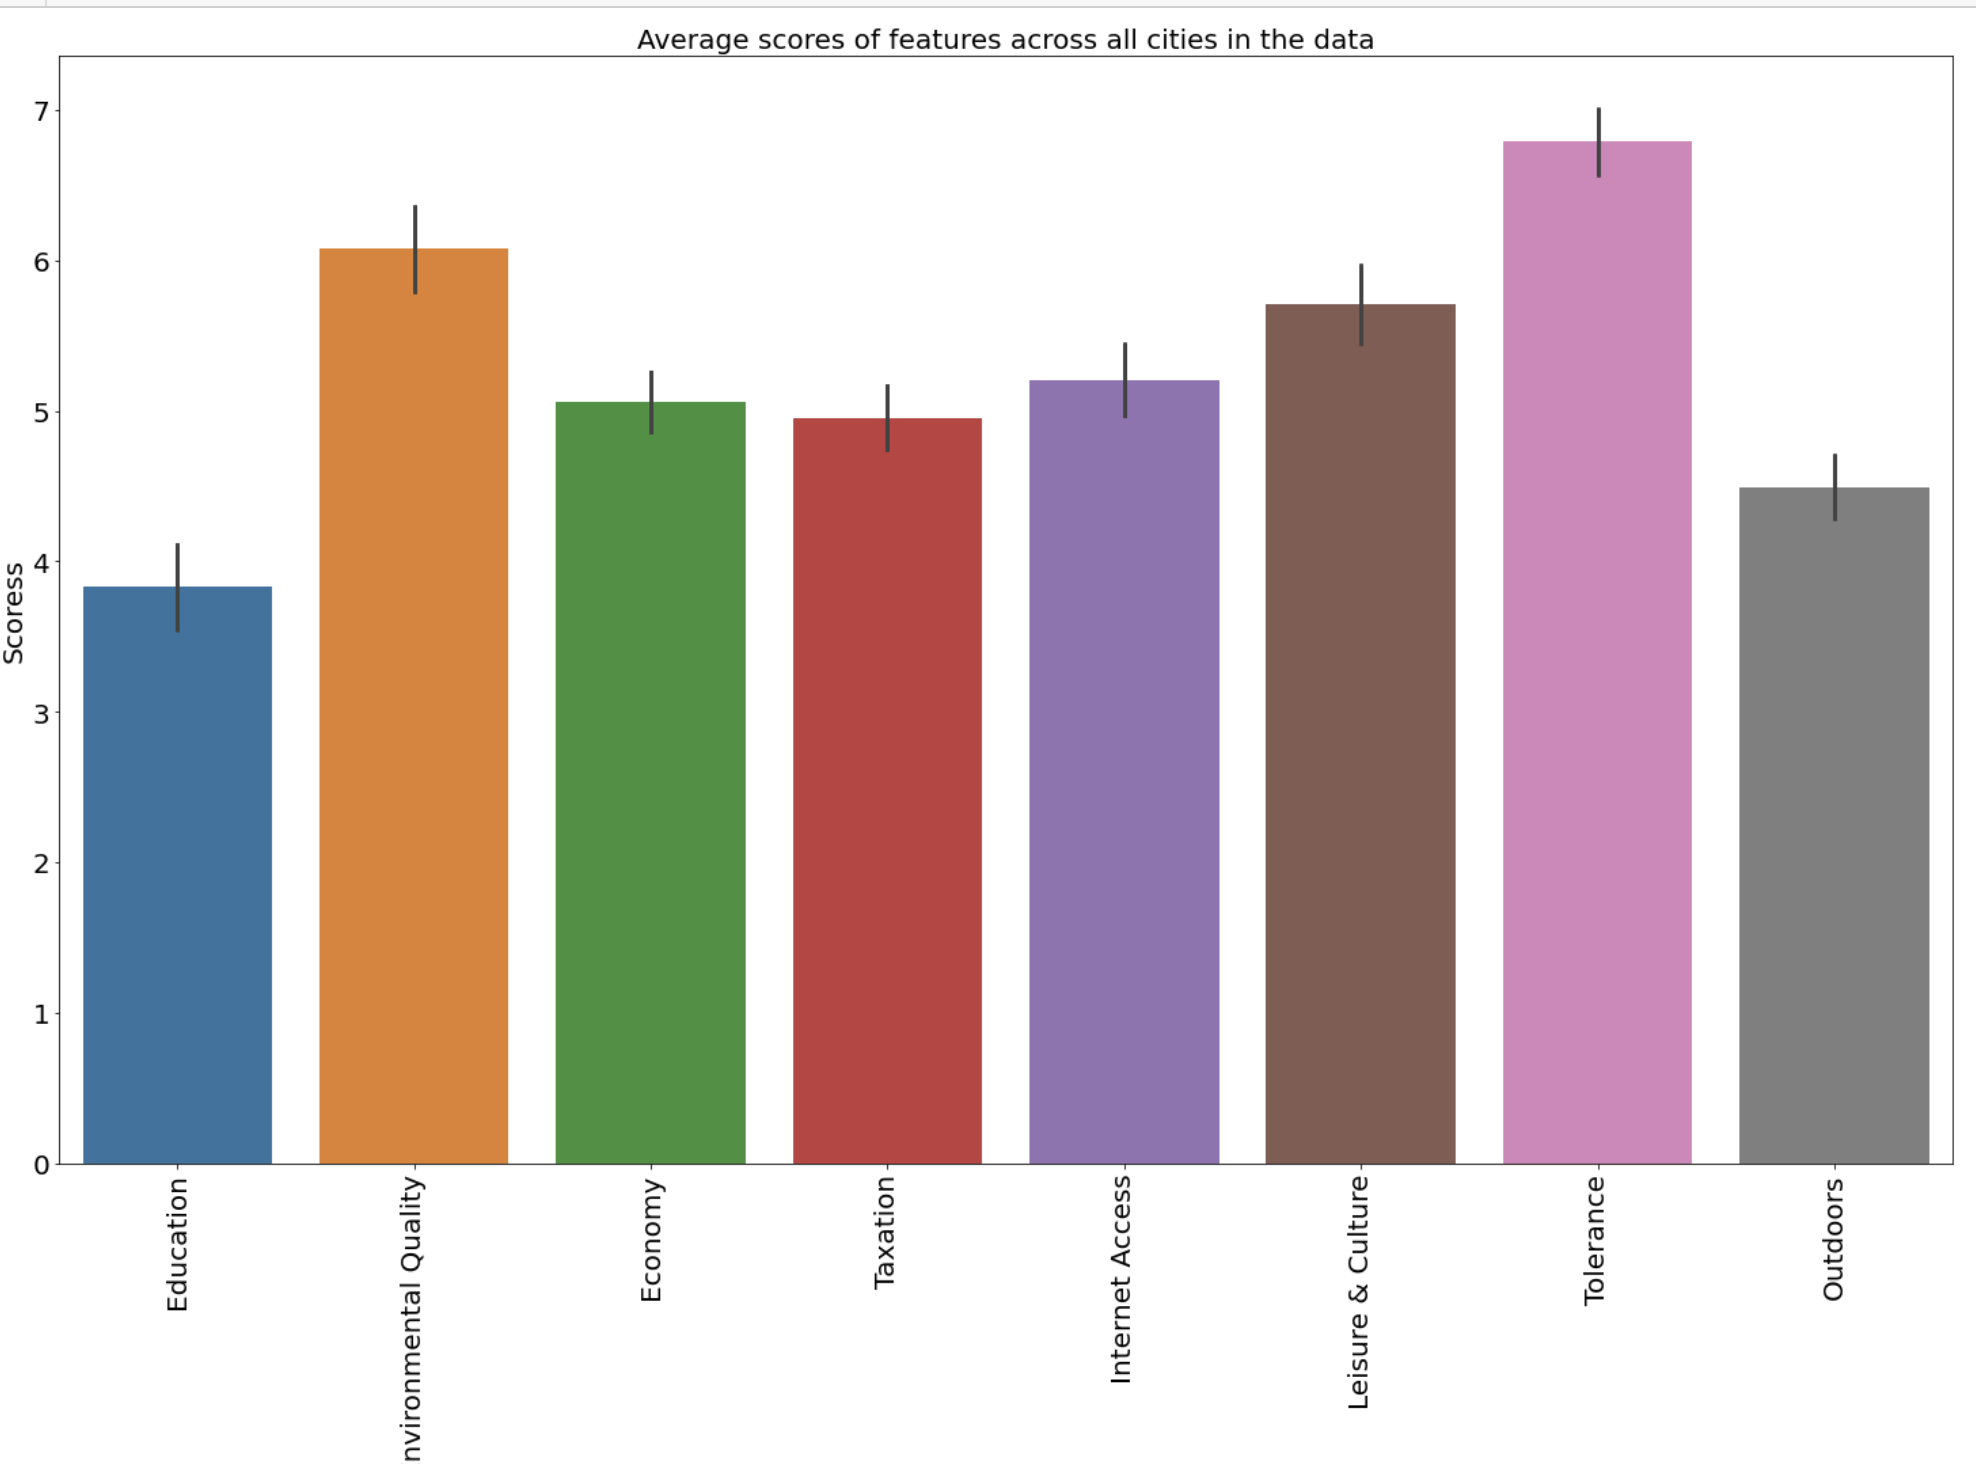 Average scores of features across all cities in the data
Scoress
7
6
5
4
3
2
1
0
Education
nvironmental Quality
Economy
Taxation
Internet Access
Leisure & Culture
Tolerance
Outdoors